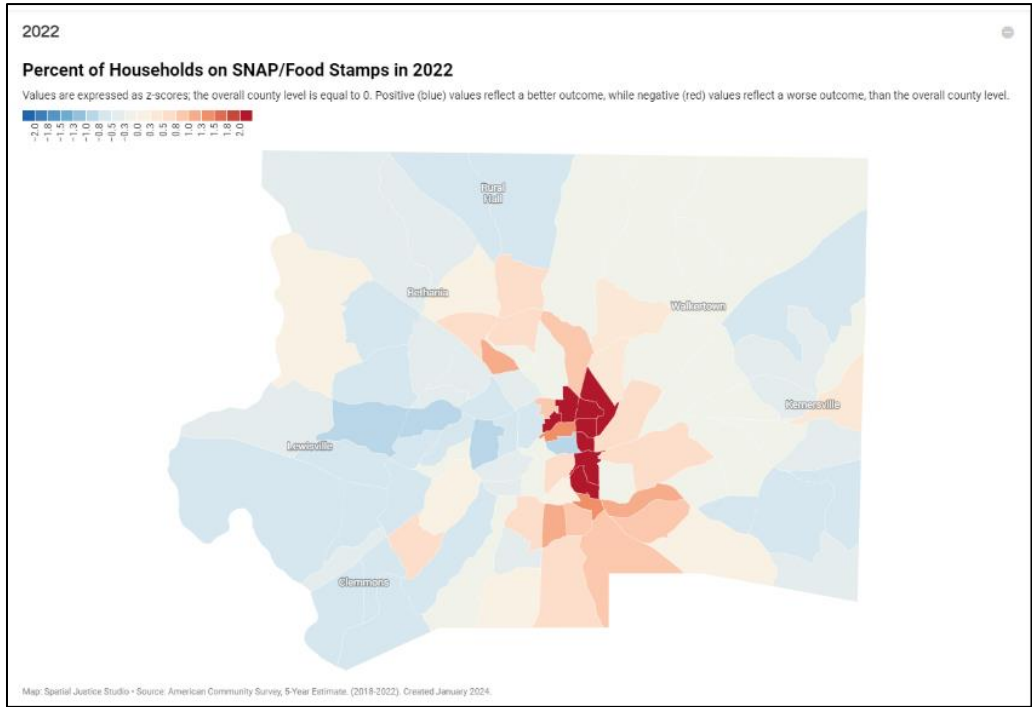 2022
Percent of Households on SNAP/Food Stamps in 2022
Values are expressed as z-scores; the overall county level is equal to 0. Positive (blue) values reflect a better outcome, while negative (red) values reflect a worse outcome, than the overall county level.
-2.0 -1.8 -1.5 -1.3 -1.0 -0.8 -0.5 -0.3 0.0 0.3 0.5 0.8 1.0 1.3 1.5 1.8 2.0
Rural
Hall
Bethania
Walkertown
Kernersville
Lewisville
Clemmons
Map: Spatial Justice Studio • Source: American Community Survey, 5-Year Estimate. (2018-2022). Created January 2024.